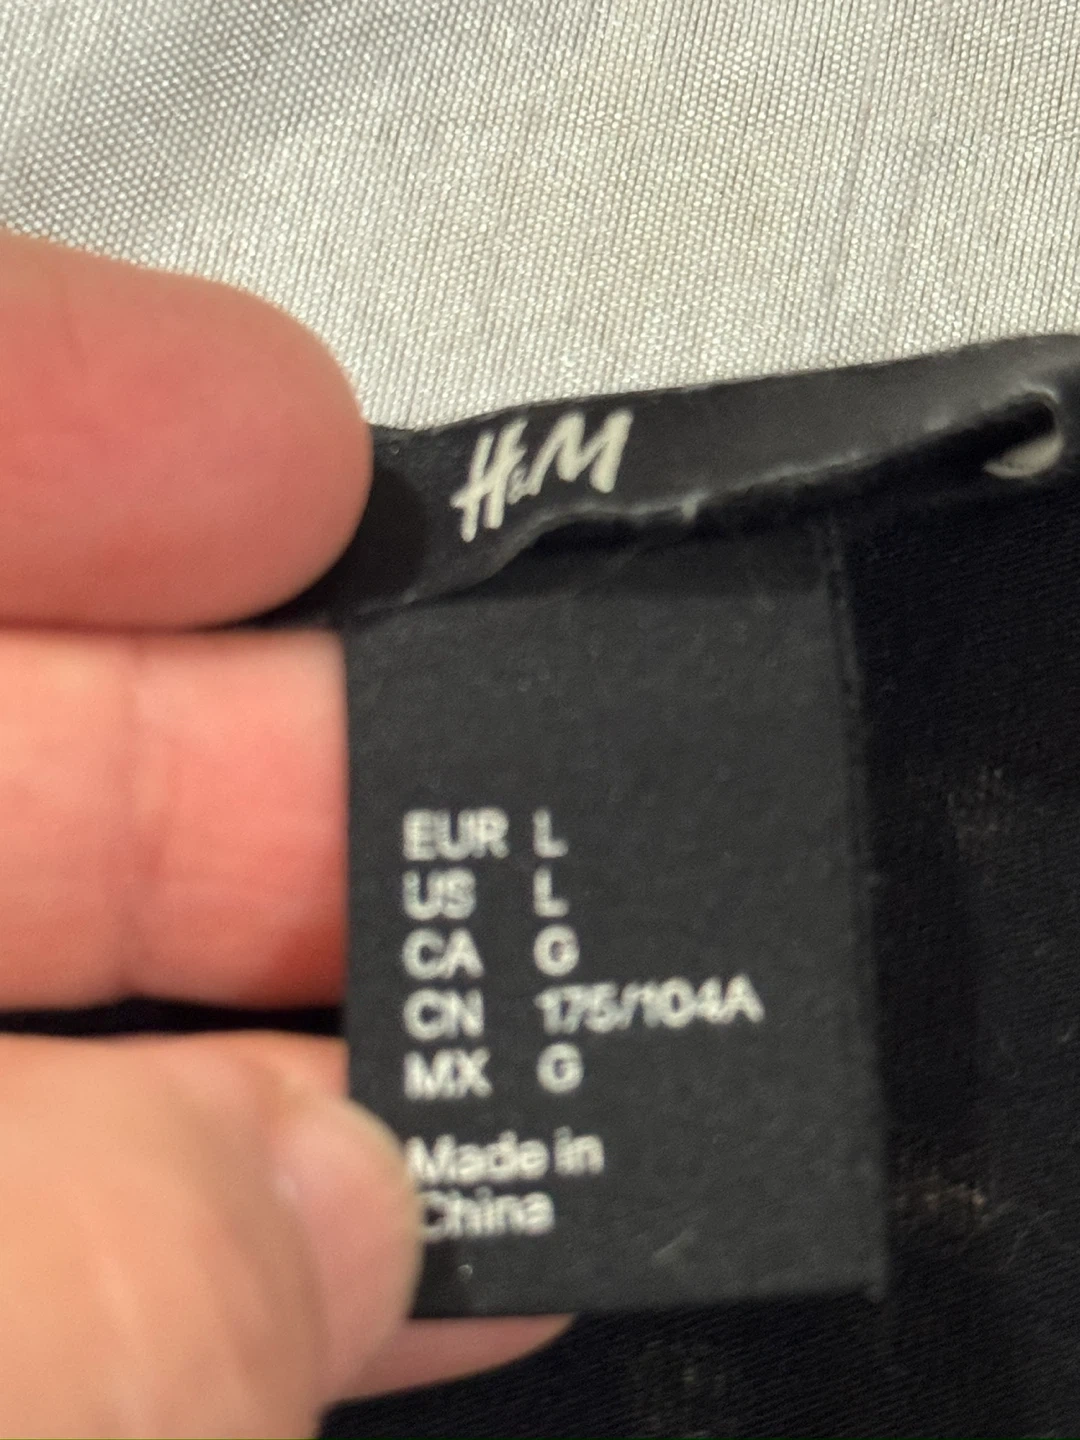 H&M
EUR L
US L
CA G
CN 175/104A
MX G
Made in
China